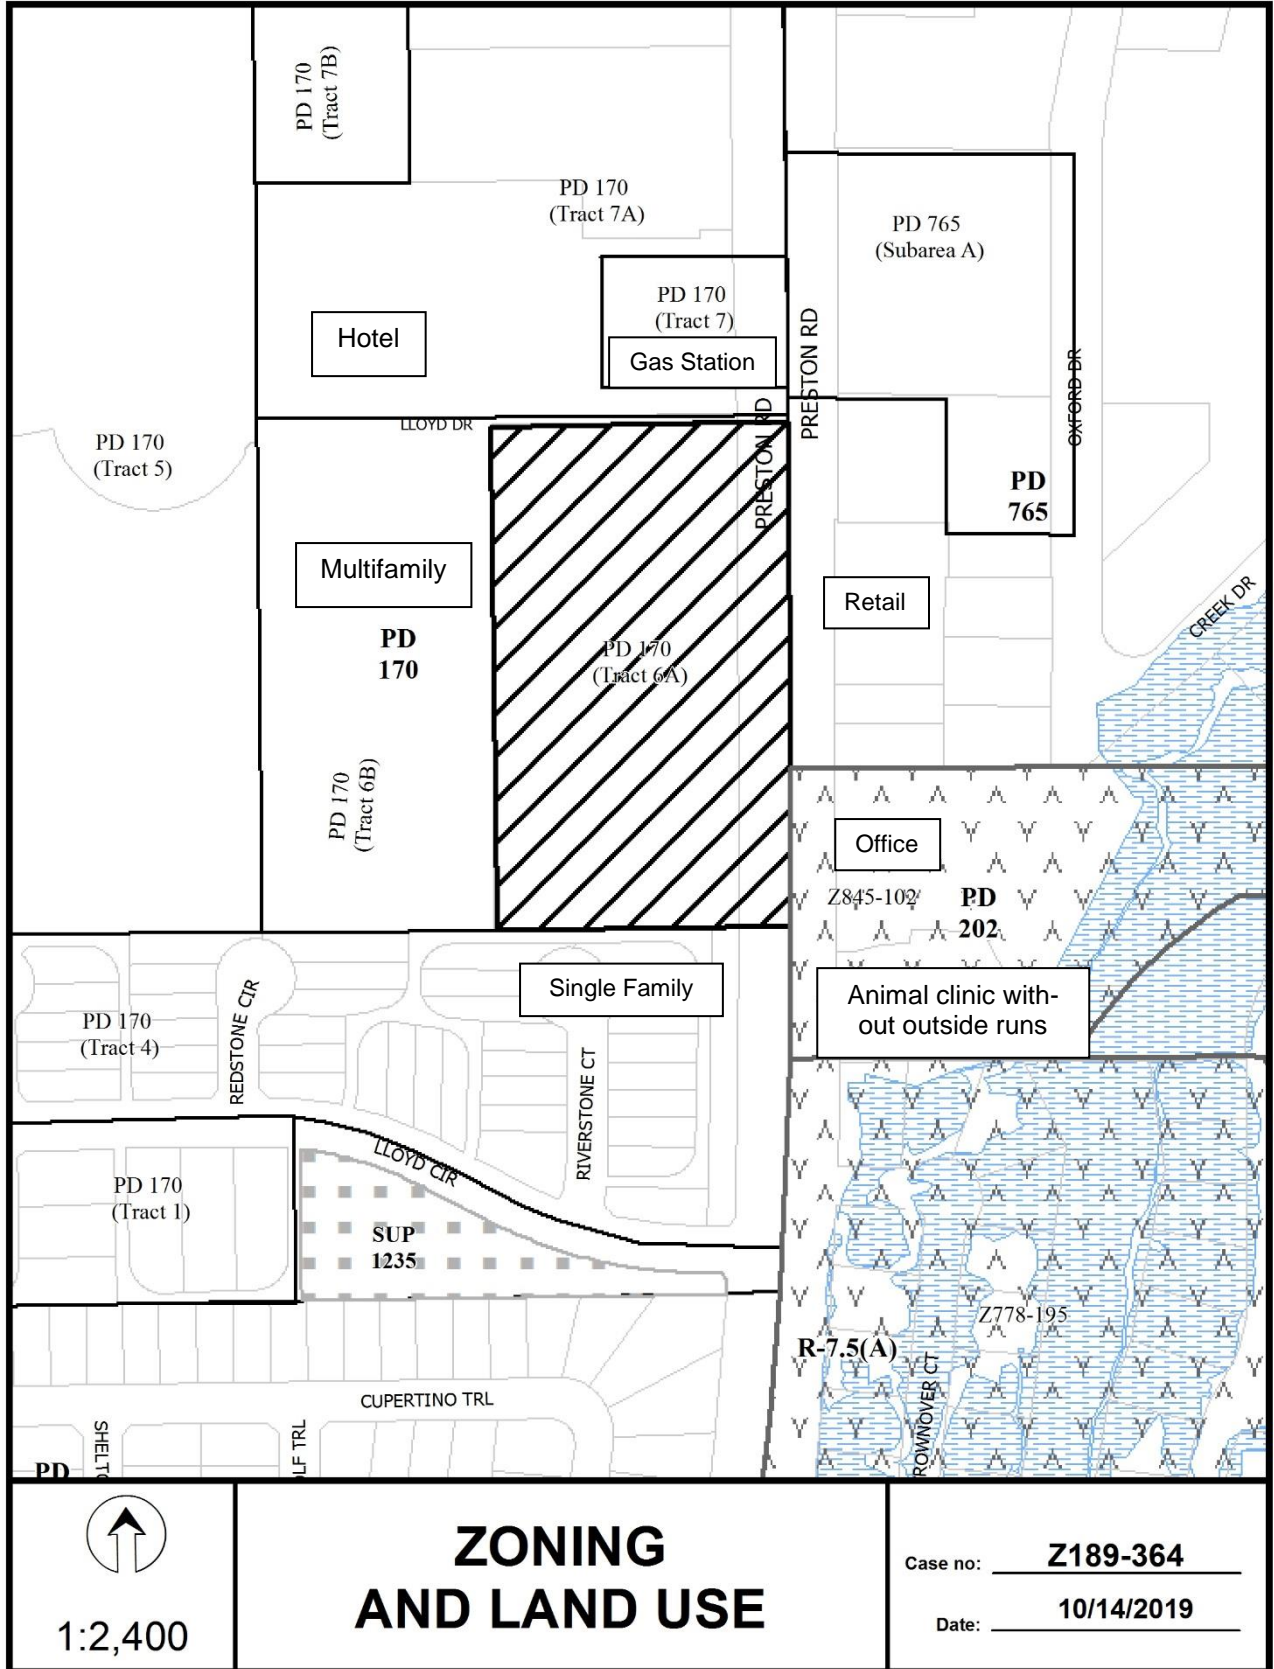 PD 170
(Tract 7B)
PD 170
(Tract 7A)
PD 765
(Subarea A)
PD 170
(Tract 7)
Hotel
Gas Station
PRESTON RD
OXFORD DR
LLOYD DR
PRESTON RD
PD 170
(Tract 5)
PD
765
Multifamily
Retail
CREEK DR
PD
170
PD 170
(Tract 6A)
PD 170
(Tract 6B)
Office
Z845-102
PD
202
Single Family
Animal clinic with-
out outside runs
PD 170
(Tract 4)
REDSTONE CIR
RIVERSTONE CT
LLOYD CIR
PD 170
(Tract 1)
SUP
1235
Z778-195
R-7.5(A)
ROWNOVER CT
CUPERTINO TRL
SHELTO
LF TRL
PD
1:2,400
ZONING
AND LAND USE
Case no: Z189-364
Date: 10/14/2019